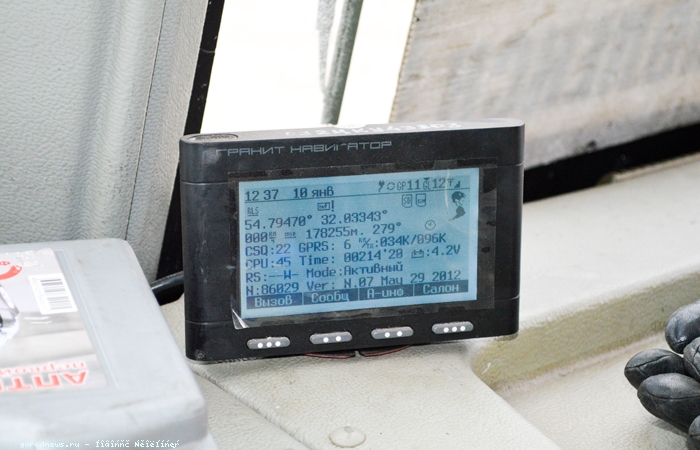 ГРАНИТ НАВИГАТОР
12 37 10 янв GP11 GL12
54.79470° 32.03343°
000 178255м. 279°
CSQ:22 GPRS: 6 :034K/096K
CPU:45 Time: 00214'20 :4.2V
RS:--W- Mode:Активный
N:86029 Ver: N.07 May 29 2012
Вызов Сообщ А-инф Салон
АПТ